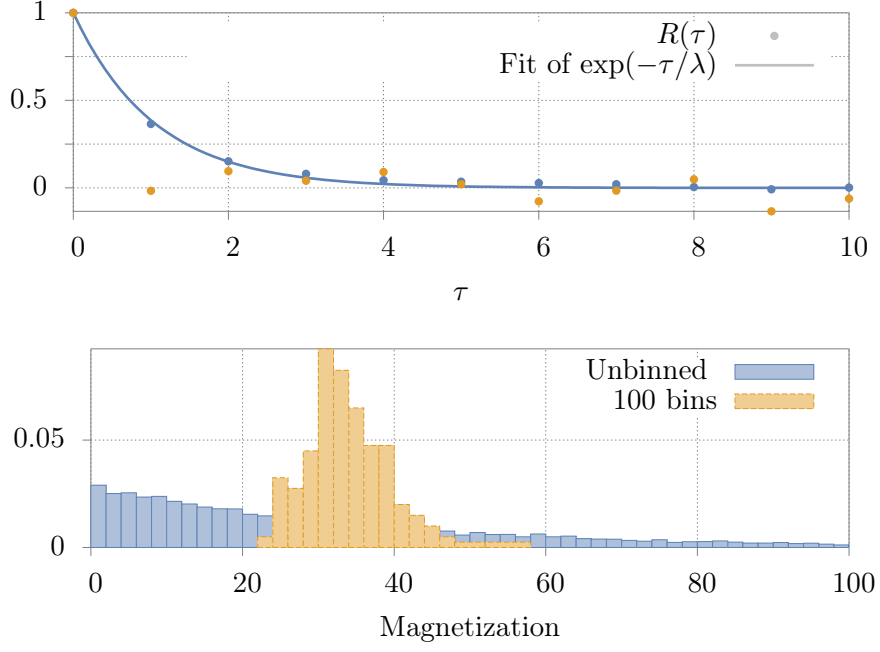 1
R(τ)
Fit of exp(−τ/λ)
0.5
0
0 2 4 6 8 10
τ
Unbinned
100 bins
0.05
0
0 20 40 60 80 100
Magnetization